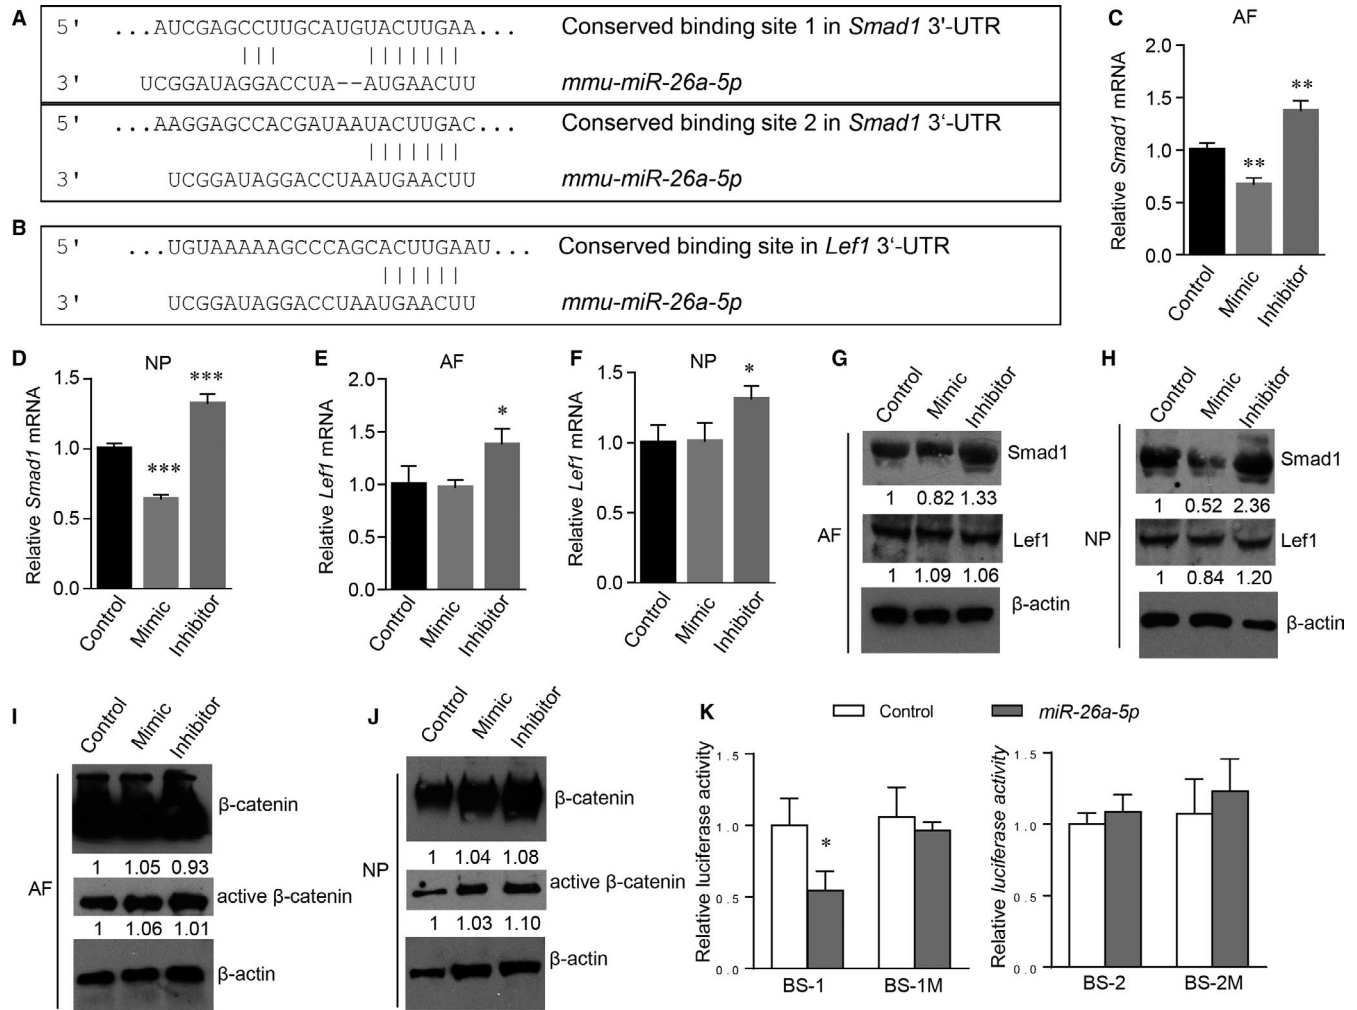 A
5' ...AUCGAGCCUUGCAUGUACUUGAA... Conserved binding site 1 in Smad1 3'-UTR
3' UCGGAUAGGACCUA--AUGAACUU mmu-miR-26a-5p
5' ...AAGGAGCCACGAUAAUACUUGAC... Conserved binding site 2 in Smad1 3'-UTR
3' UCGGAUAGGACCUAAUGAACUU mmu-miR-26a-5p
B
5' ...UGUAAAAAGCCCAGCACUUGAAU... Conserved binding site in Lef1 3'-UTR
3' UCGGAUAGGACCUAAUGAACUU mmu-miR-26a-5p
C
AF
Relative Smad1 mRNA
2.0
1.5
1.0
0.5
0.0
**
**
Control
Mimic
Inhibitor
D
NP
Relative Smad1 mRNA
1.5
1.0
0.5
0.0
***
***
Control
Mimic
Inhibitor
E
AF
Relative Lef1 mRNA
2.0
1.5
1.0
0.5
0.0
*
Control
Mimic
Inhibitor
F
NP
Relative Lef1 mRNA
1.5
1.0
0.5
0.0
*
Control
Mimic
Inhibitor
G
Control Mimic Inhibitor
AF
Smad1
1 0.82 1.33
Lef1
1 1.09 1.06
β-actin
H
Control Mimic Inhibitor
NP
Smad1
1 0.52 2.36
Lef1
1 0.84 1.20
β-actin
I
Control Mimic Inhibitor
AF
β-catenin
1 1.05 0.93
active β-catenin
1 1.06 1.01
β-actin
J
Control Mimic Inhibitor
NP
β-catenin
1 1.04 1.08
active β-catenin
1 1.03 1.10
β-actin
K
Control miR-26a-5p
Relative luciferase activity
1.5
1.0
0.5
0.0
*
BS-1 BS-1M
Relative luciferase activity
1.5
1.0
0.5
0.0
BS-2 BS-2M